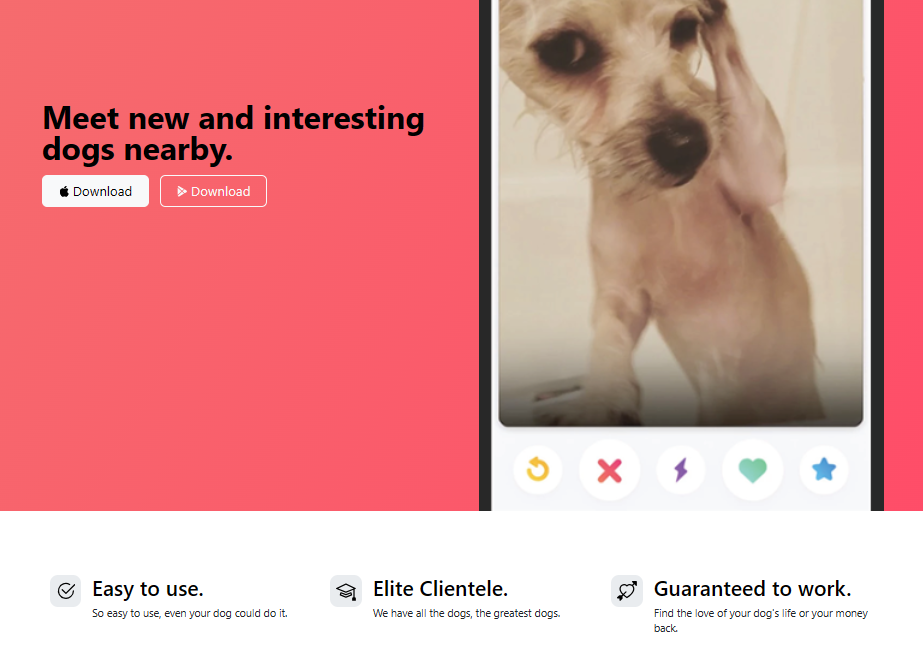 Meet new and interesting
dogs nearby.
Download
Download
Easy to use.
So easy to use, even your dog could do it.
Elite Clientele.
We have all the dogs, the greatest dogs.
Guaranteed to work.
Find the love of your dog's life or your money
back.